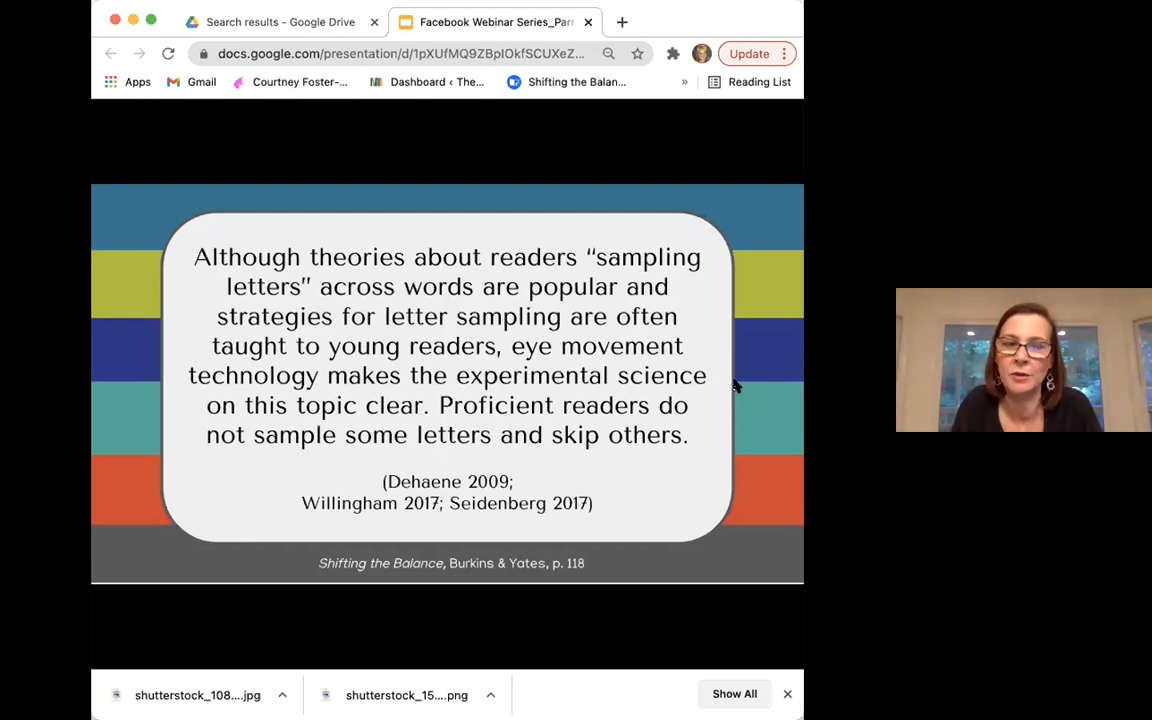 Search results - Google Drive
Facebook Webinar Series_Part
docs.google.com/presentation/d/1pXUfMQ9ZBpIOkfSCUXeZ...
Update
Apps
Gmail
Courtney Foster-...
Dashboard ‹ The...
Shifting the Balan...
»
Reading List
Although theories about readers “sampling
letters” across words are popular and
strategies for letter sampling are often
taught to young readers, eye movement
technology makes the experimental science
on this topic clear. Proficient readers do
not sample some letters and skip others.
(Dehaene 2009;
Willingham 2017; Seidenberg 2017)
Shifting the Balance, Burkins & Yates, p. 118
shutterstock_108....jpg
shutterstock_15....png
Show All